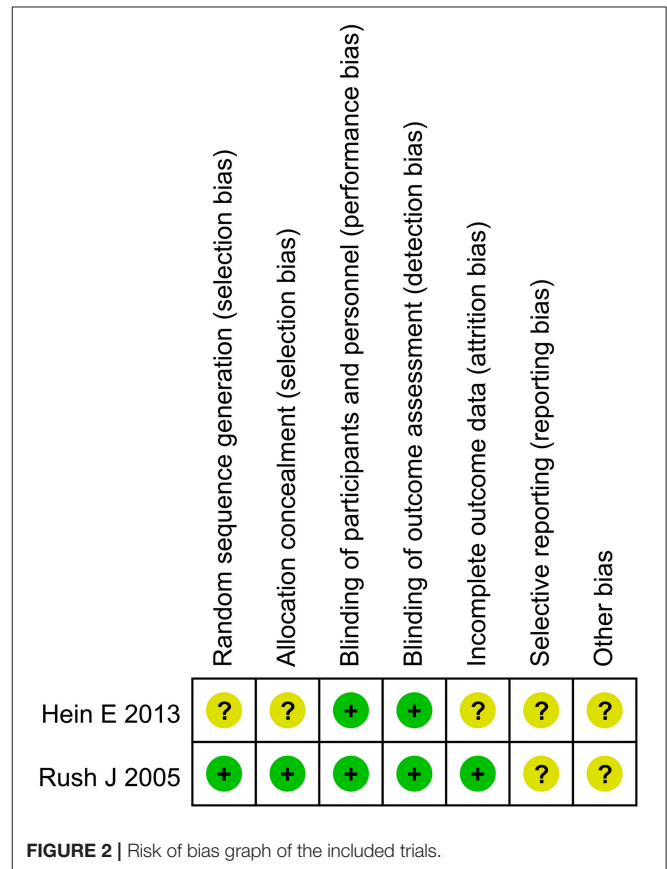 Random sequence generation (selection bias)
Allocation concealment (selection bias)
Blinding of participants and personnel (performance bias)
Blinding of outcome assessment (detection bias)
Incomplete outcome data (attrition bias)
Selective reporting (reporting bias)
Other bias
Hein E 2013 ? ? + + ? ? ?
Rush J 2005 + + + + + ? ?
FIGURE 2 | Risk of bias graph of the included trials.